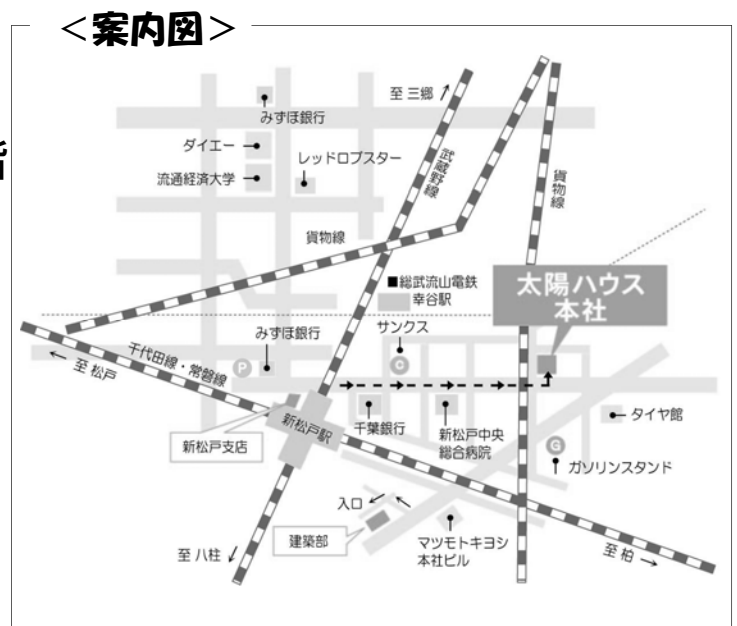 ＜案内図＞
階
みずほ銀行
至 三郷
ダイエー
レッドロブスター
流通経済大学
武蔵野線
貨物線
貨物線
■総武流山電鉄
幸谷駅
太陽ハウス
本社
みずほ銀行
サンクス
千代田線・常磐線
至 松戸
P
C
新松戸駅
新松戸支店
千葉銀行
新松戸中央
総合病院
タイヤ館
G
ガソリンスタンド
入口
建築部
マツモトキヨシ
本社ビル
至 八柱
至 柏